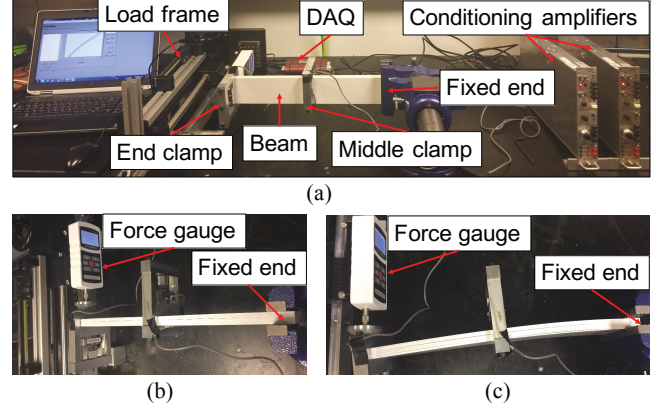 Load frame
DAQ
Conditioning amplifiers
Fixed end
End clamp
Beam
Middle clamp
(a)
Force gauge
Fixed end
Force gauge
Fixed end
(b)
(c)